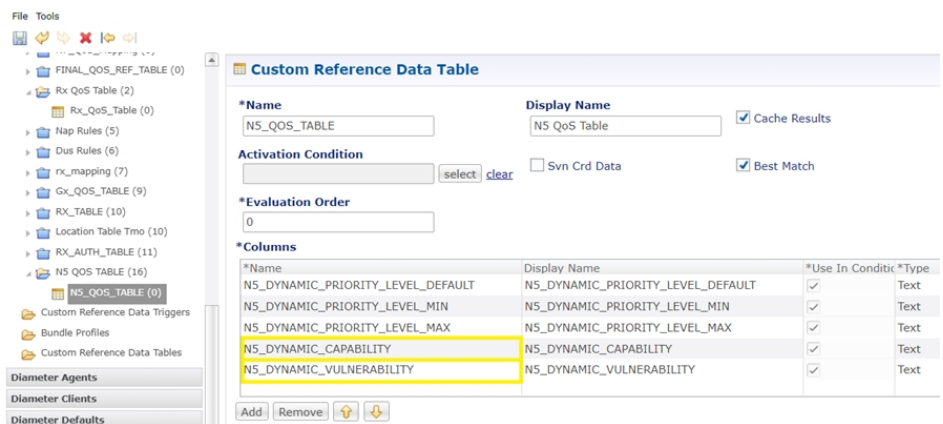 File Tools
FINAL_QOS_REF_TABLE (0)
Rx QoS Table (2)
Rx_QoS_Table (0)
Nap Rules (5)
Dus Rules (6)
rx_mapping (7)
Gx_QOS_TABLE (9)
RX_TABLE (10)
Location Table Tmo (10)
RX_AUTH_TABLE (11)
N5 QOS TABLE (16)
N5_QOS_TABLE (0)
Custom Reference Data Triggers
Bundle Profiles
Custom Reference Data Tables
Diameter Agents
Diameter Clients
Diameter Defaults
Custom Reference Data Table
*Name Display Name
N5_QOS_TABLE N5 QoS Table Cache Results
Activation Condition
select clear Svn Crd Data Best Match
*Evaluation Order
0
*Columns
*Name Display Name *Use In Conditic *Type
N5_DYNAMIC_PRIORITY_LEVEL_DEFAULT N5_DYNAMIC_PRIORITY_LEVEL_DEFAULT Text
N5_DYNAMIC_PRIORITY_LEVEL_MIN N5_DYNAMIC_PRIORITY_LEVEL_MIN Text
N5_DYNAMIC_PRIORITY_LEVEL_MAX N5_DYNAMIC_PRIORITY_LEVEL_MAX Text
N5_DYNAMIC_CAPABILITY N5_DYNAMIC_CAPABILITY Text
N5_DYNAMIC_VULNERABILITY N5_DYNAMIC_VULNERABILITY Text
Add Remove